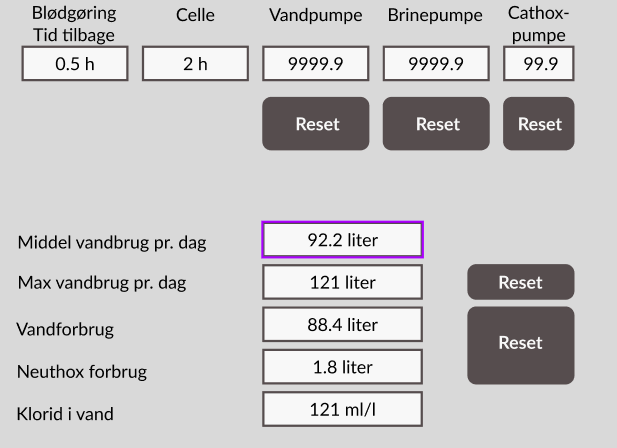 Blødgøring
Tid tilbage
Celle
Vandpumpe
Brinepumpe
Cathox-
pumpe
0.5 h
2 h
9999.9
9999.9
99.9
Reset
Reset
Reset
Middel vandbrug pr. dag
92.2 liter
Max vandbrug pr. dag
121 liter
Reset
Vandforbrug
88.4 liter
Reset
Neuthox forbrug
1.8 liter
Klorid i vand
121 ml/l